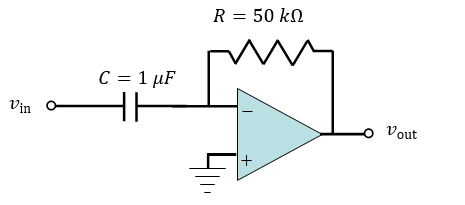 R = 50 kΩ
C = 1 μF
v_in
−
+
v_out